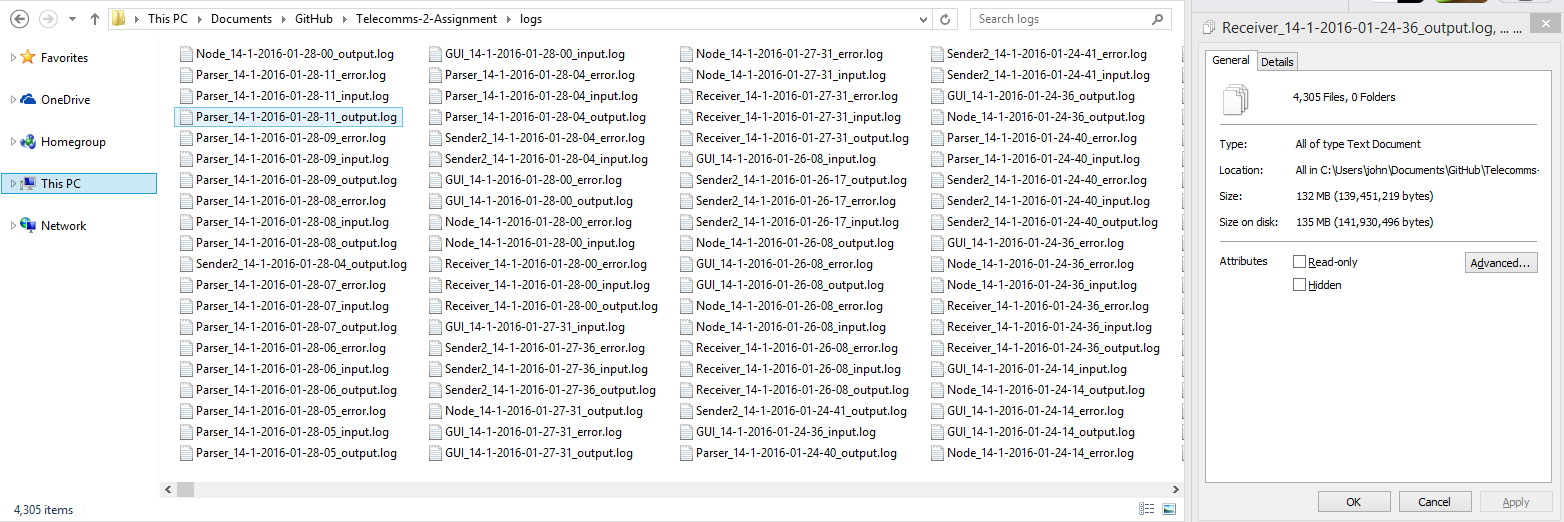 This PC
Documents
GitHub
Telecomms-2-Assignment
logs
Search logs
Favorites
OneDrive
Homegroup
This PC
Network
Node_14-1-2016-01-28-00_output.log
Parser_14-1-2016-01-28-11_error.log
Parser_14-1-2016-01-28-11_input.log
Parser_14-1-2016-01-28-11_output.log
Parser_14-1-2016-01-28-09_error.log
Parser_14-1-2016-01-28-09_input.log
Parser_14-1-2016-01-28-09_output.log
Parser_14-1-2016-01-28-08_error.log
Parser_14-1-2016-01-28-08_input.log
Parser_14-1-2016-01-28-08_output.log
Sender2_14-1-2016-01-28-04_output.log
Parser_14-1-2016-01-28-07_error.log
Parser_14-1-2016-01-28-07_input.log
Parser_14-1-2016-01-28-07_output.log
Parser_14-1-2016-01-28-06_error.log
Parser_14-1-2016-01-28-06_input.log
Parser_14-1-2016-01-28-06_output.log
Parser_14-1-2016-01-28-05_error.log
Parser_14-1-2016-01-28-05_input.log
Parser_14-1-2016-01-28-05_output.log
GUI_14-1-2016-01-28-00_input.log
Parser_14-1-2016-01-28-04_error.log
Parser_14-1-2016-01-28-04_input.log
Parser_14-1-2016-01-28-04_output.log
Sender2_14-1-2016-01-28-04_error.log
Sender2_14-1-2016-01-28-04_input.log
GUI_14-1-2016-01-28-00_error.log
GUI_14-1-2016-01-28-00_output.log
Node_14-1-2016-01-28-00_error.log
Node_14-1-2016-01-28-00_input.log
Receiver_14-1-2016-01-28-00_error.log
Receiver_14-1-2016-01-28-00_input.log
Receiver_14-1-2016-01-28-00_output.log
GUI_14-1-2016-01-27-31_input.log
Sender2_14-1-2016-01-27-36_error.log
Sender2_14-1-2016-01-27-36_input.log
Sender2_14-1-2016-01-27-36_output.log
Node_14-1-2016-01-27-31_output.log
GUI_14-1-2016-01-27-31_error.log
GUI_14-1-2016-01-27-31_output.log
Node_14-1-2016-01-27-31_error.log
Node_14-1-2016-01-27-31_input.log
Receiver_14-1-2016-01-27-31_error.log
Receiver_14-1-2016-01-27-31_input.log
Receiver_14-1-2016-01-27-31_output.log
GUI_14-1-2016-01-26-08_input.log
Sender2_14-1-2016-01-26-17_output.log
Sender2_14-1-2016-01-26-17_error.log
Sender2_14-1-2016-01-26-17_input.log
Node_14-1-2016-01-26-08_output.log
GUI_14-1-2016-01-26-08_error.log
GUI_14-1-2016-01-26-08_output.log
Node_14-1-2016-01-26-08_error.log
Node_14-1-2016-01-26-08_input.log
Receiver_14-1-2016-01-26-08_error.log
Receiver_14-1-2016-01-26-08_input.log
Receiver_14-1-2016-01-26-08_output.log
Sender2_14-1-2016-01-24-41_output.log
GUI_14-1-2016-01-24-36_input.log
Parser_14-1-2016-01-24-40_output.log
Sender2_14-1-2016-01-24-41_error.log
Sender2_14-1-2016-01-24-41_input.log
GUI_14-1-2016-01-24-36_output.log
Node_14-1-2016-01-24-36_output.log
Parser_14-1-2016-01-24-40_error.log
Parser_14-1-2016-01-24-40_input.log
Sender2_14-1-2016-01-24-40_error.log
Sender2_14-1-2016-01-24-40_input.log
Sender2_14-1-2016-01-24-40_output.log
GUI_14-1-2016-01-24-36_error.log
Node_14-1-2016-01-24-36_error.log
Node_14-1-2016-01-24-36_input.log
Receiver_14-1-2016-01-24-36_error.log
Receiver_14-1-2016-01-24-36_input.log
Receiver_14-1-2016-01-24-36_output.log
GUI_14-1-2016-01-24-14_input.log
Node_14-1-2016-01-24-14_output.log
GUI_14-1-2016-01-24-14_error.log
GUI_14-1-2016-01-24-14_output.log
Node_14-1-2016-01-24-14_error.log
4,305 items
Receiver_14-1-2016-01-24-36_output.log, ... ...
General
Details
4,305 Files, 0 Folders
Type: All of type Text Document
Location: All in C:\Users\john\Documents\GitHub\Telecomms-
Size: 132 MB (139,451,219 bytes)
Size on disk: 135 MB (141,930,496 bytes)
Attributes
Read-only
Advanced...
Hidden
OK
Cancel
Apply